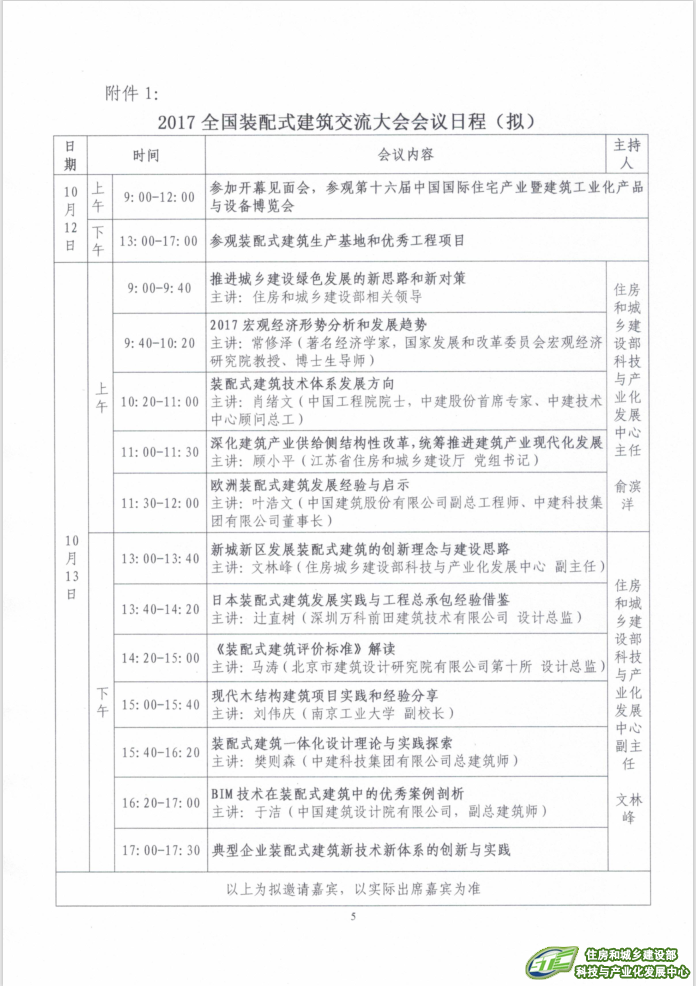 附件 1:
2017 全国装配式建筑交流大会会议日程（拟）
日期
时间
会议内容
主持人
10月12日
上午
9:00-12:00
参加开幕见面会，参观第十六届中国国际住宅产业暨建筑工业化产品
与设备博览会
下午
13:00-17:00
参观装配式建筑生产基地和优秀工程项目
10月13日
上午
9:00-9:40
推进城乡建设绿色发展的新思路和新对策
主讲：住房和城乡建设部相关领导
住房
和城
乡建
设部
科技
与产
业化
发展
中心
主任
俞滨
洋
9:40-10:20
2017 宏观经济形势分析和发展趋势
主讲：常修泽（著名经济学家，国家发展和改革委员会宏观经济
研究院教授、博士生导师）
10:20-11:00
装配式建筑技术体系发展方向
主讲：肖绪文（中国工程院院士，中建股份首席专家、中建技术
中心顾问总工）
11:00-11:30
深化建筑产业供给侧结构性改革,统筹推进建筑产业现代化发展
主讲：顾小平（江苏省住房和城乡建设厅 党组书记）
11:30-12:00
欧洲装配式建筑发展经验与启示
主讲：叶浩文（中国建筑股份有限公司副总工程师、中建科技集
团有限公司董事长）
下午
13:00-13:40
新城新区发展装配式建筑的创新理念与建设思路
主讲：文林峰（住房城乡建设部科技与产业化发展中心 副主任）
住房
和城
乡建
设部
科技
与产
业化
发展
中心
副主
任
文林
峰
13:40-14:20
日本装配式建筑发展实践与工程总承包经验借鉴
主讲：辻直树（深圳万科前田建筑技术有限公司 设计总监）
14:20-15:00
《装配式建筑评价标准》解读
主讲：马涛（北京市建筑设计研究院有限公司第十所 设计总监）
15:00-15:40
现代木结构建筑项目实践和经验分享
主讲：刘伟庆（南京工业大学 副校长）
15:40-16:20
装配式建筑一体化设计理论与实践探索
主讲：樊则森（中建科技集团有限公司总建筑师）
16:20-17:00
BIM 技术在装配式建筑中的优秀案例剖析
主讲：于洁（中国建筑设计院有限公司，副总建筑师）
17:00-17:30
典型企业装配式建筑新技术新体系的创新与实践
以上为拟邀请嘉宾，以实际出席嘉宾为准
5
住房和城乡建设部
科技与产业化发展中心